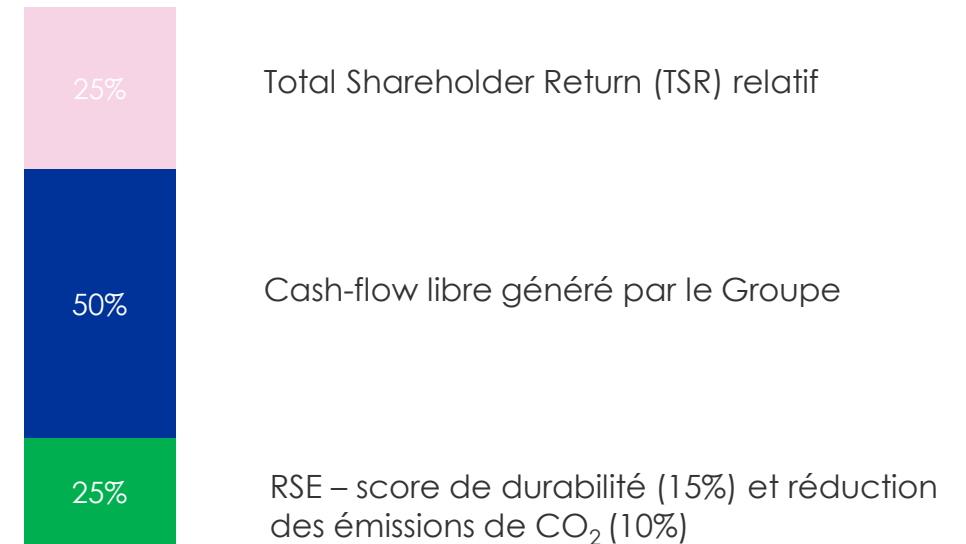 25%
Total Shareholder Return (TSR) relatif
50%
Cash-flow libre généré par le Groupe
25%
RSE – score de durabilité (15%) et réduction
des émissions de CO₂ (10%)